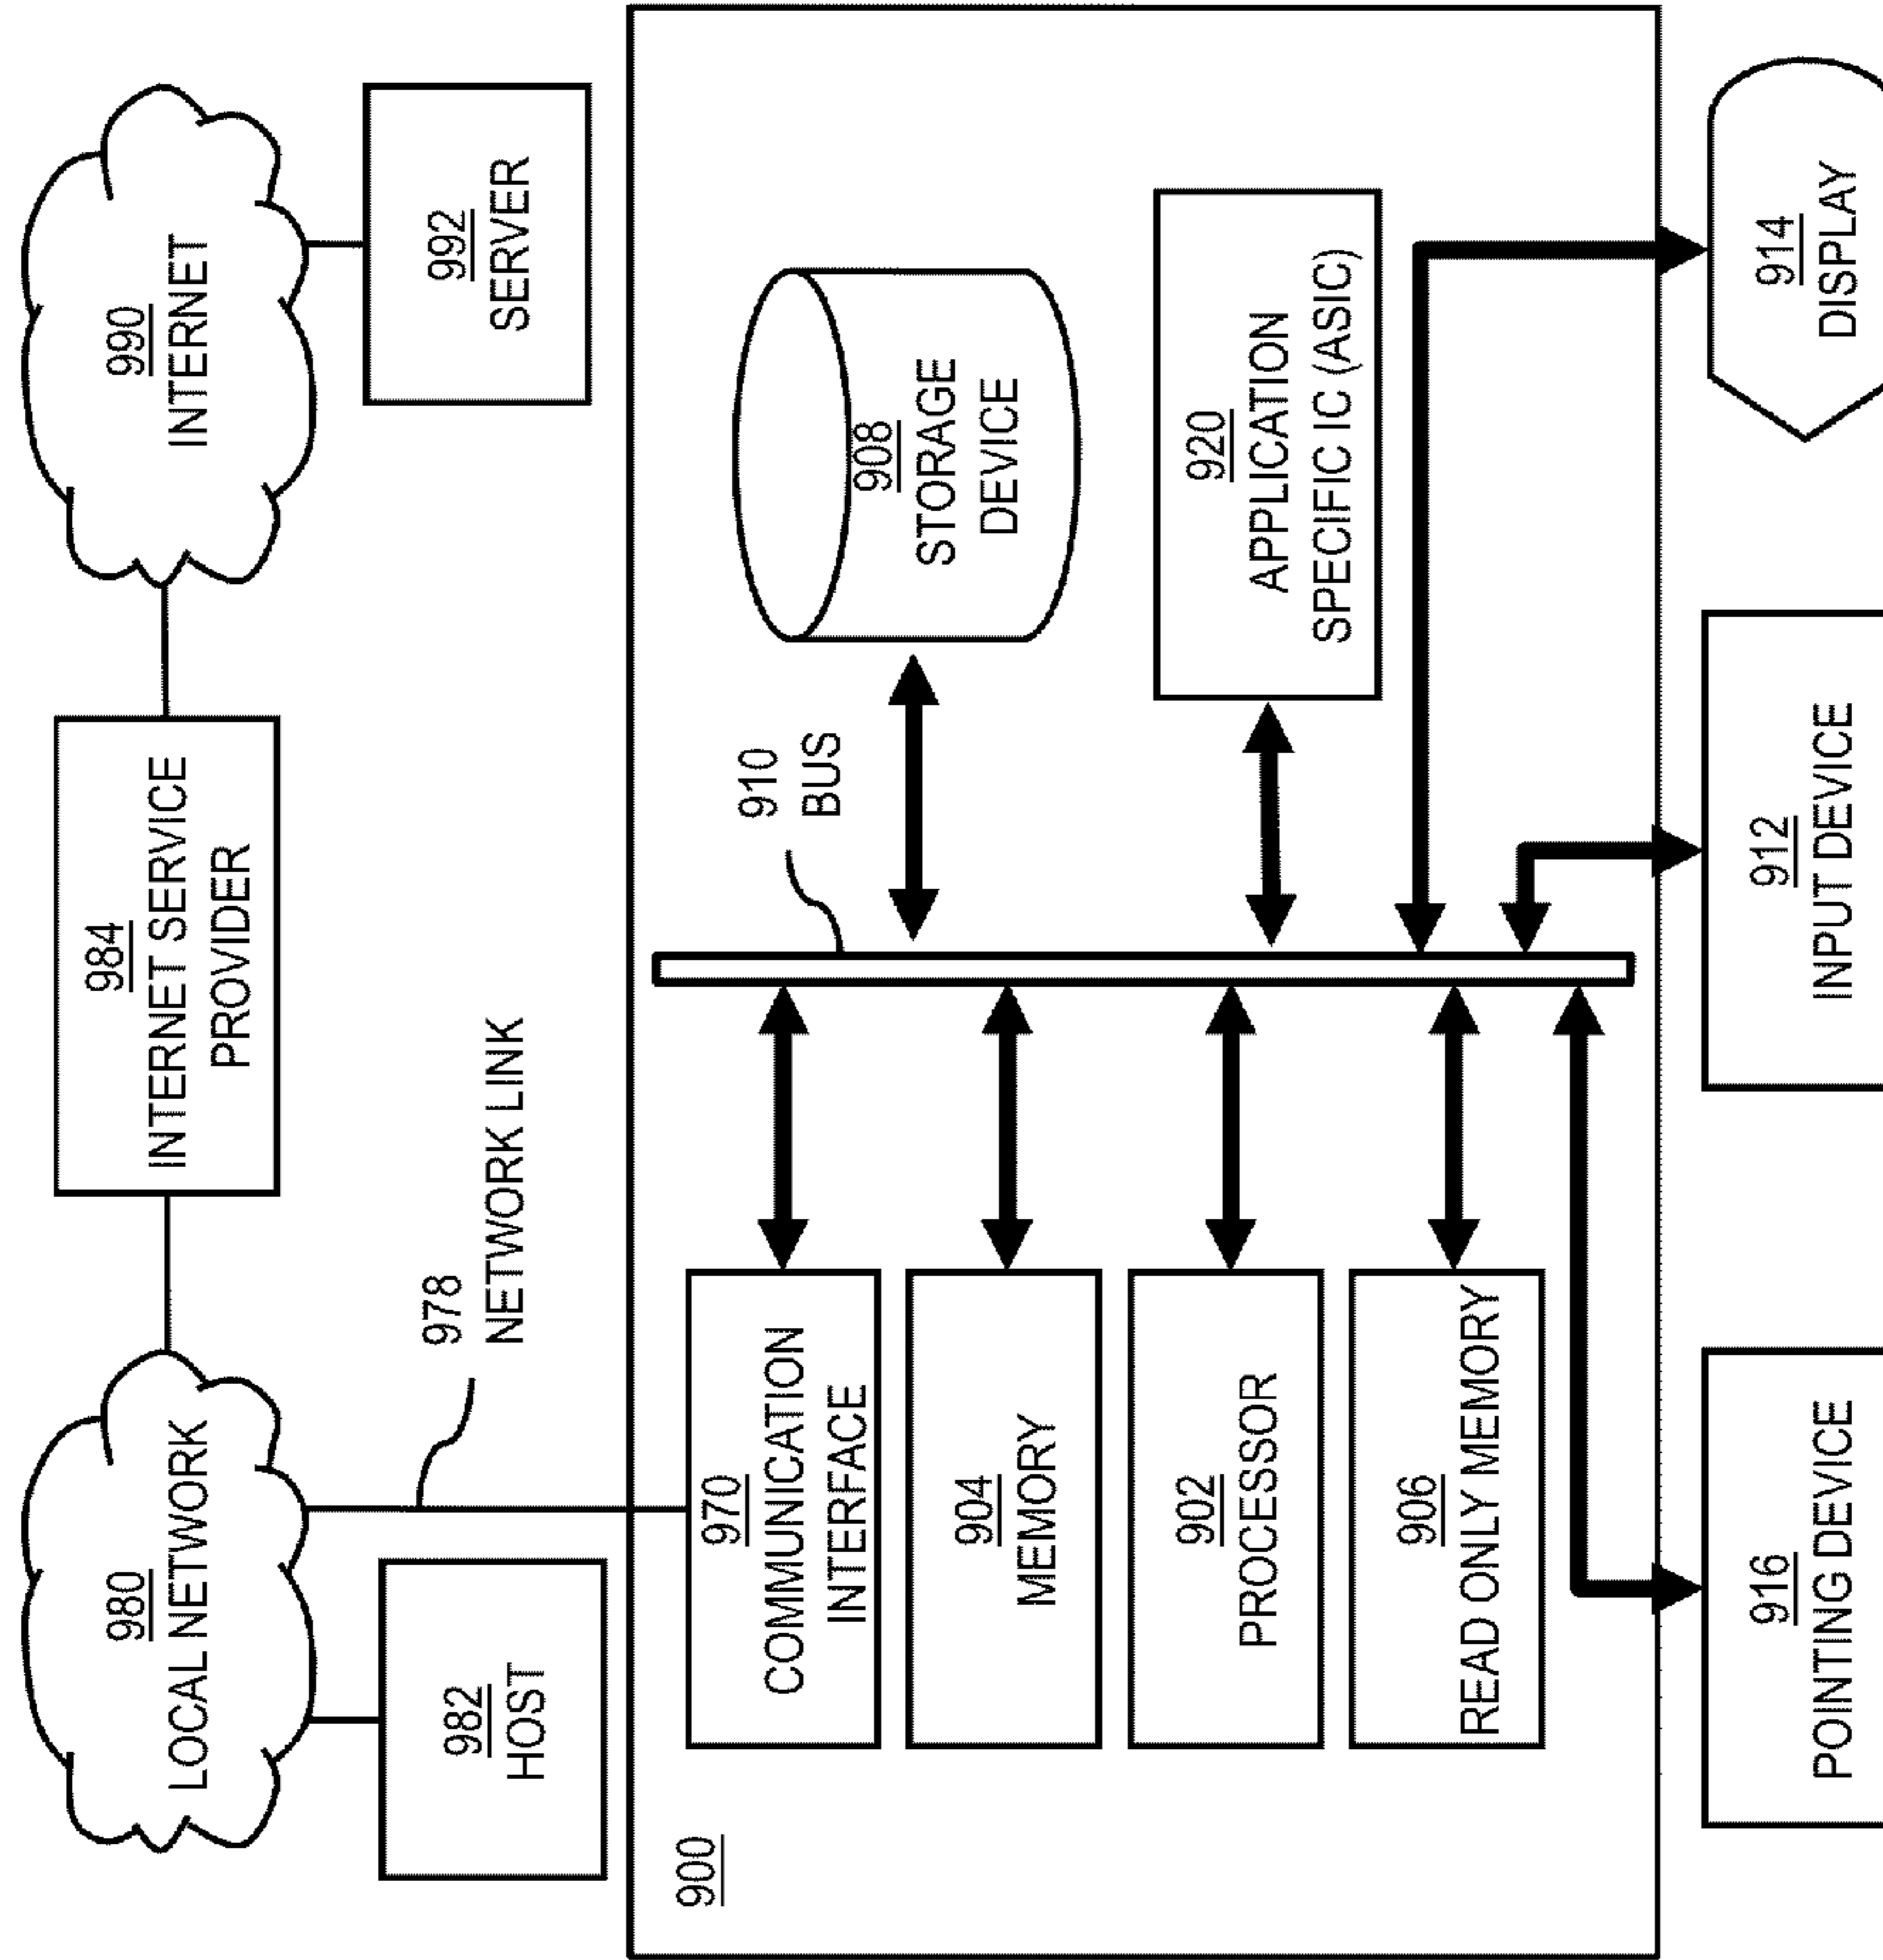 980
LOCAL NETWORK
984
INTERNET SERVICE
PROVIDER
990
INTERNET
982
HOST
978
NETWORK LINK
992
SERVER
900
970
COMMUNICATION
INTERFACE
910
BUS
908
STORAGE
DEVICE
904
MEMORY
902
PROCESSOR
920
APPLICATION
SPECIFIC IC (ASIC)
906
READ ONLY MEMORY
916
POINTING DEVICE
912
INPUT DEVICE
914
DISPLAY